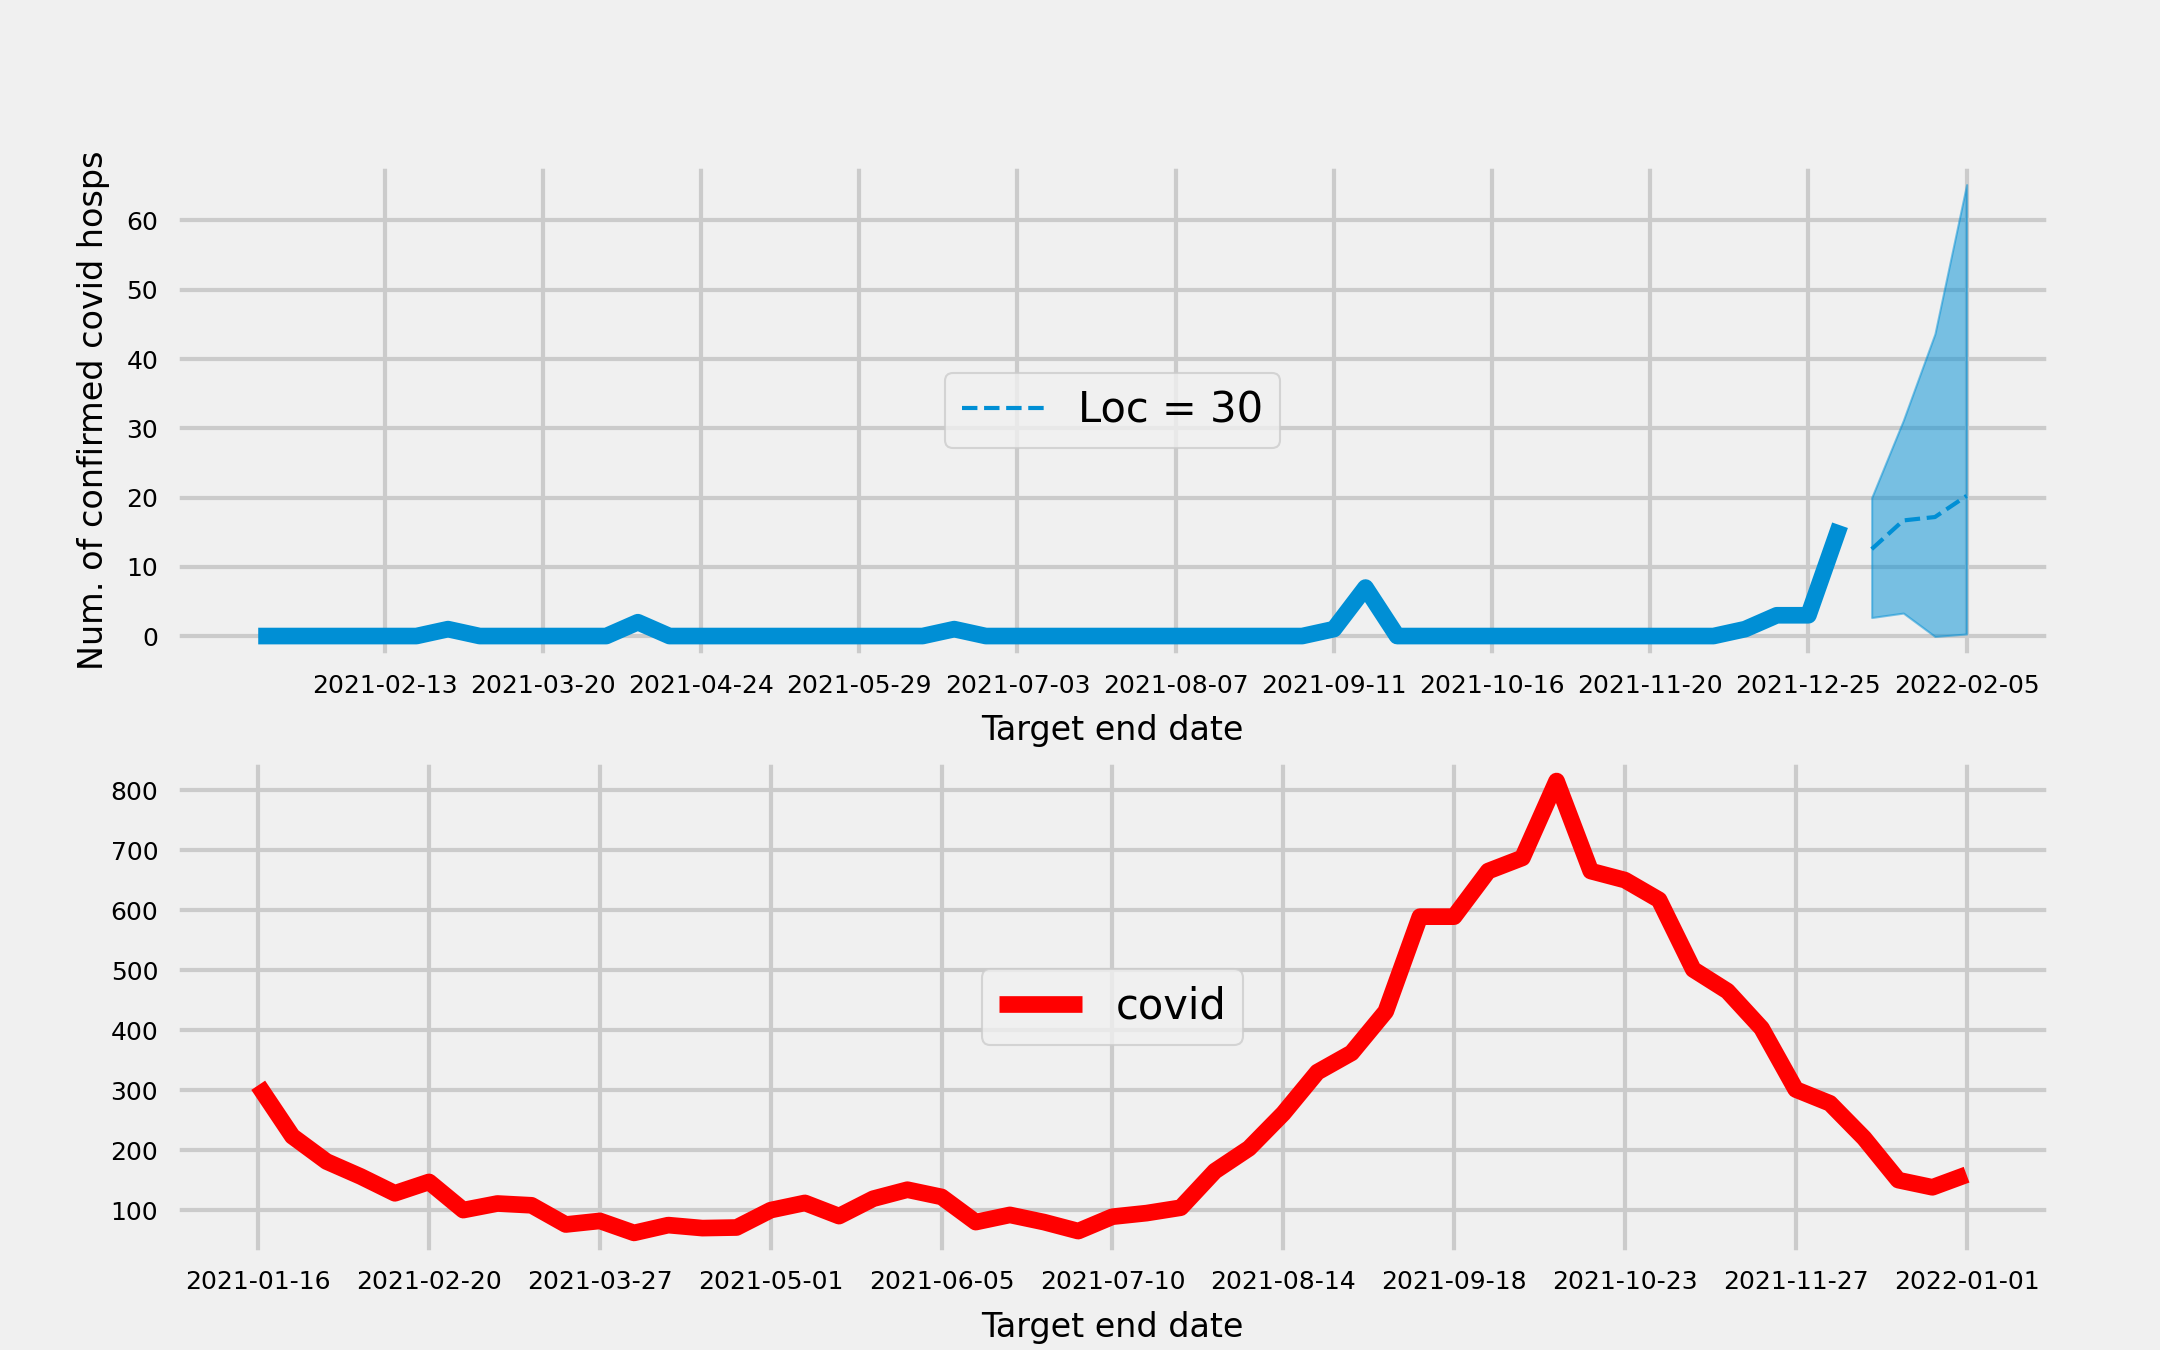 Num. of confirmed covid hosps
60
50
40
30
20
10
0
Loc = 30
2021-02-13 2021-03-20 2021-04-24 2021-05-29 2021-07-03 2021-08-07 2021-09-11 2021-10-16 2021-11-20 2021-12-25 2022-02-05
Target end date
800
700
600
500
400
300
200
100
covid
2021-01-16 2021-02-20 2021-03-27 2021-05-01 2021-06-05 2021-07-10 2021-08-14 2021-09-18 2021-10-23 2021-11-27 2022-01-01
Target end date